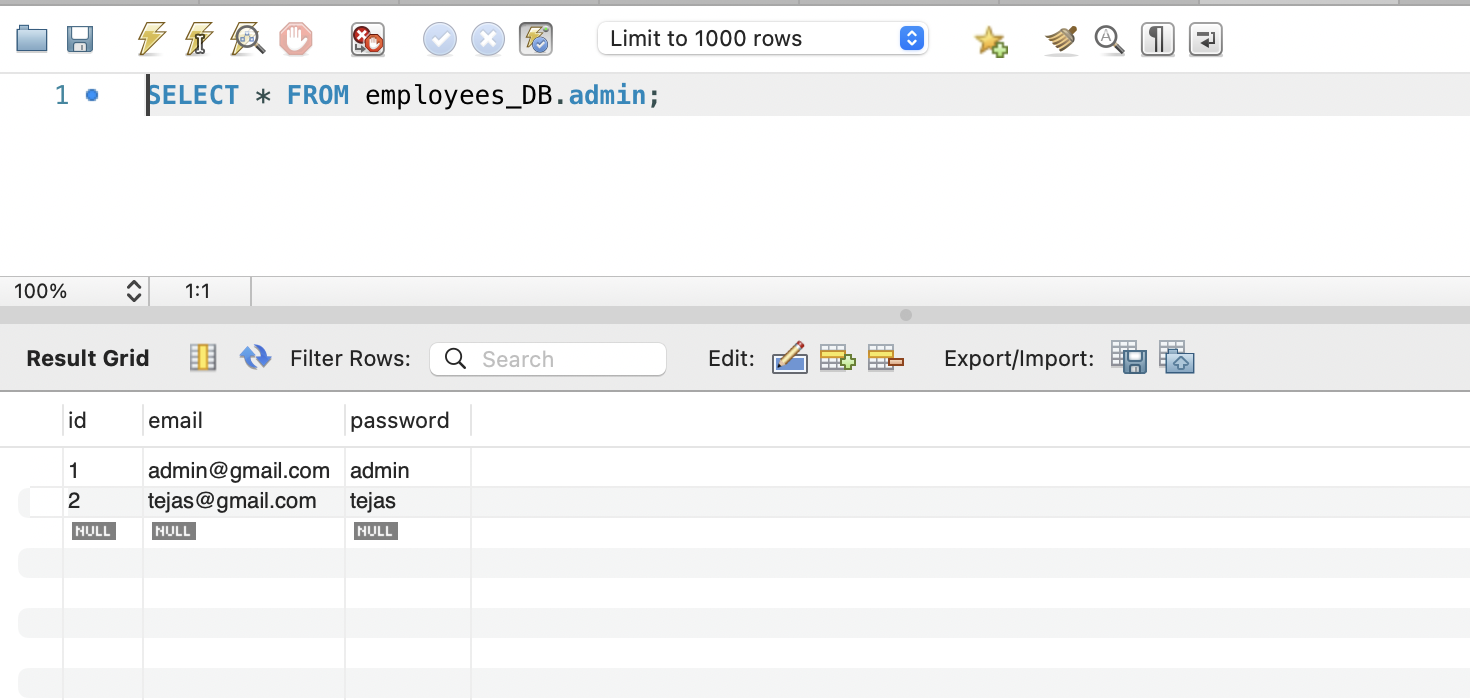 Limit to 1000 rows
1 SELECT * FROM employees_DB.admin;
100% 1:1
Result Grid Filter Rows: Search Edit: Export/Import:
id email password
1 admin@gmail.com admin
2 tejas@gmail.com tejas
NULL NULL NULL